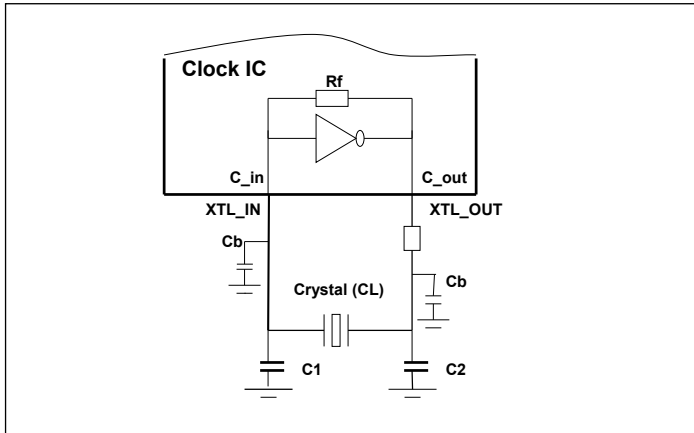 Clock IC
Rf
C_in
C_out
XTL_IN
XTL_OUT
Cb
Cb
Crystal (CL)
C1
C2